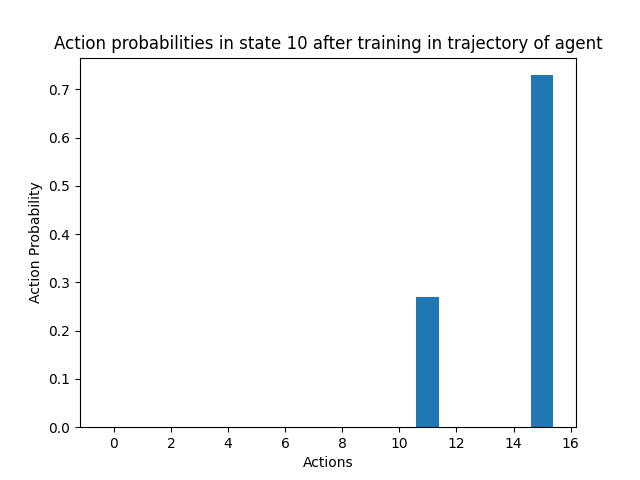 Action probabilities in state 10 after training in trajectory of agent
0.7
0.6
0.5
0.4
0.3
0.2
0.1
0.0
Action Probability
0 2 4 6 8 10 12 14 16
Actions